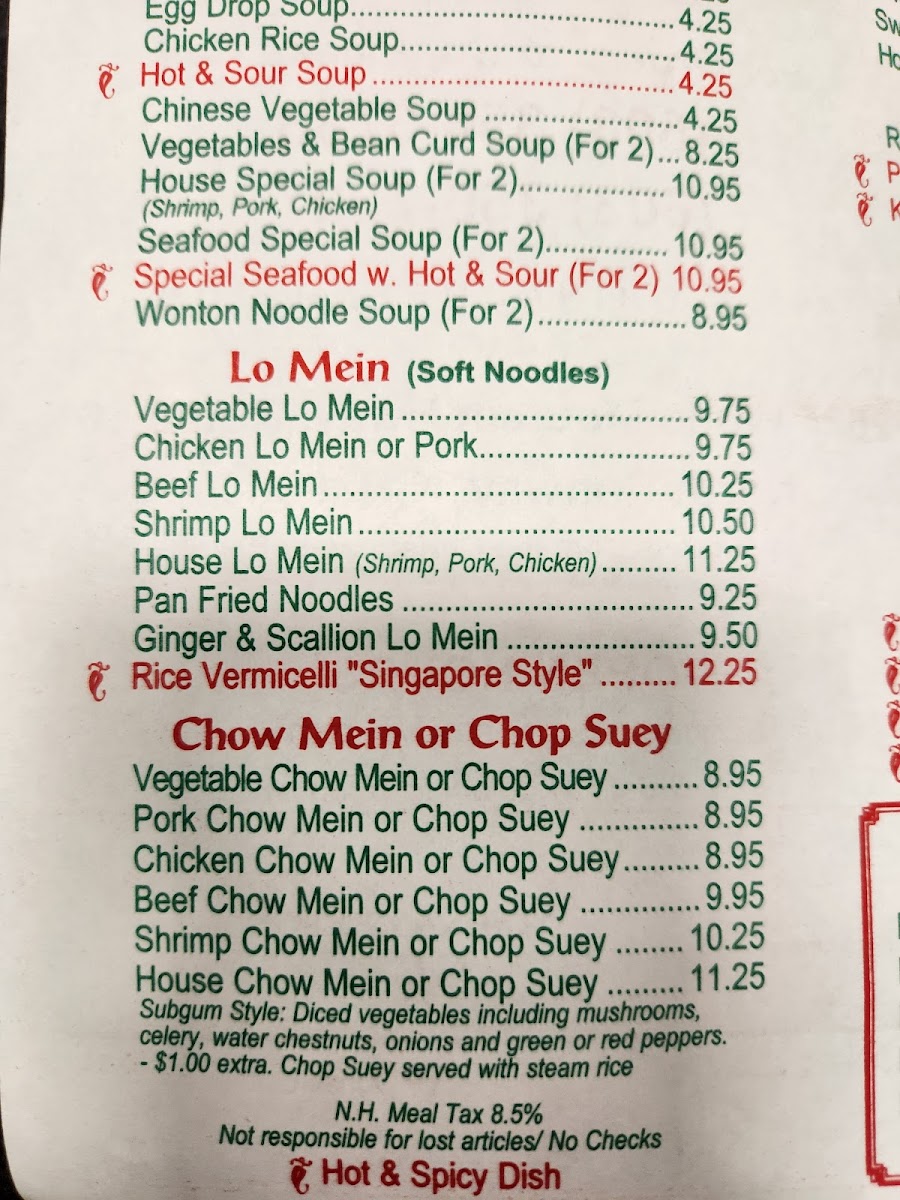 Egg Drop Soup....................................4.25
Chicken Rice Soup..............................4.25
Hot & Sour Soup.................................4.25
Chinese Vegetable Soup......................4.25
Vegetables & Bean Curd Soup (For 2)...8.25
House Special Soup (For 2)................. 10.95
(Shrimp, Pork, Chicken)
Seafood Special Soup (For 2)............. 10.95
Special Seafood w. Hot & Sour (For 2) 10.95
Wonton Noodle Soup (For 2).................8.95
Lo Mein (Soft Noodles)
Vegetable Lo Mein................................9.75
Chicken Lo Mein or Pork.......................9.75
Beef Lo Mein...................................... 10.25
Shrimp Lo Mein.................................. 10.50
House Lo Mein (Shrimp, Pork, Chicken)......... 11.25
Pan Fried Noodles................................ 9.25
Ginger & Scallion Lo Mein.....................9.50
Rice Vermicelli "Singapore Style"......... 12.25
Chow Mein or Chop Suey
Vegetable Chow Mein or Chop Suey..........8.95
Pork Chow Mein or Chop Suey..............8.95
Chicken Chow Mein or Chop Suey.........8.95
Beef Chow Mein or Chop Suey..............9.95
Shrimp Chow Mein or Chop Suey........ 10.25
House Chow Mein or Chop Suey......... 11.25
Subgum Style: Diced vegetables including mushrooms,
celery, water chestnuts, onions and green or red peppers.
- $1.00 extra. Chop Suey served with steam rice
N.H. Meal Tax 8.5%
Not responsible for lost articles/ No Checks
Hot & Spicy Dish